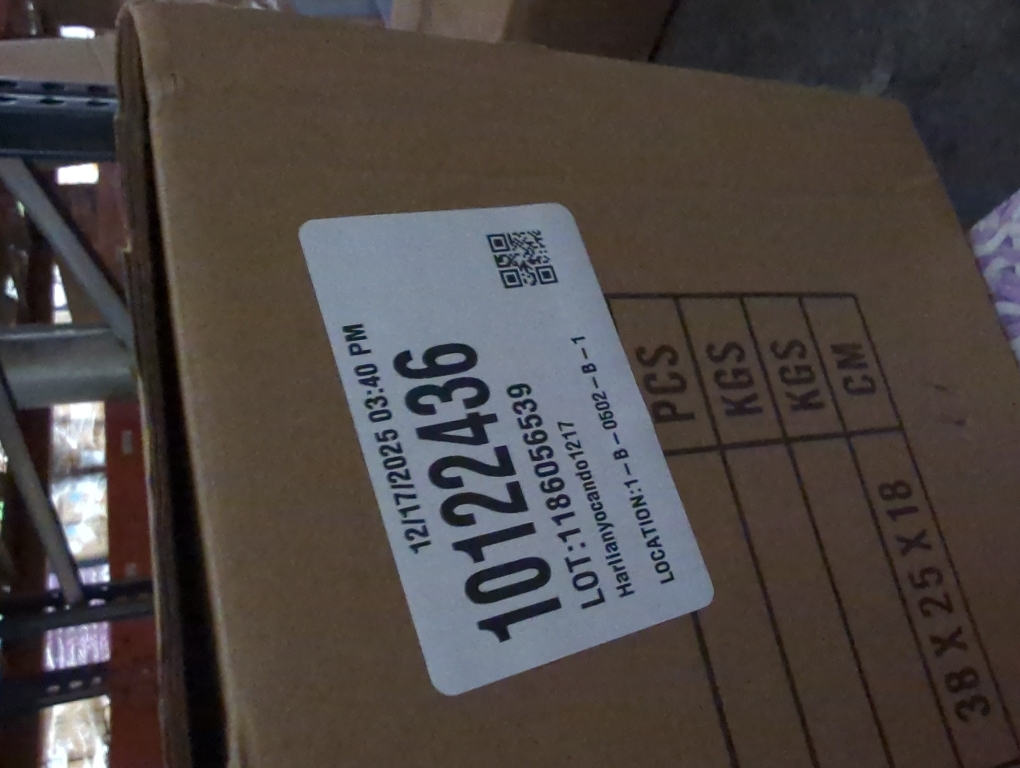 12/17/2025 03:40 PM
10122436
LOT:1186056539
Harlianyocando1217
LOCATION:1-B-0502-B-1
PCS
KGS
KGS
38 X 25 X 18 CM